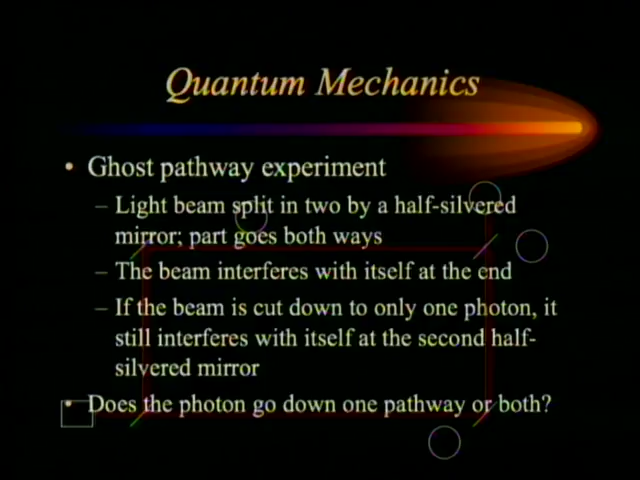 Quantum Mechanics
• Ghost pathway experiment
– Light beam split in two by a half-silvered
mirror; part goes both ways
– The beam interferes with itself at the end
– If the beam is cut down to only one photon, it
still interferes with itself at the second half-
silvered mirror
• Does the photon go down one pathway or both?